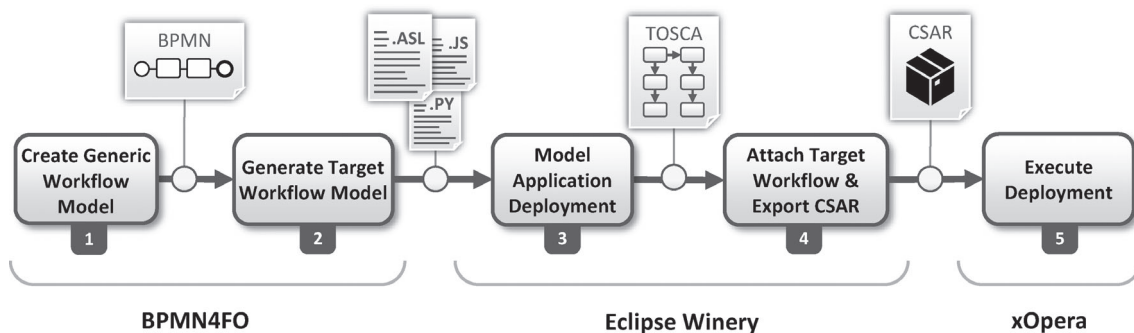 BPMN
.ASL
.JS
.PY
TOSCA
CSAR
Create Generic
Workflow
Model
1
Generate Target
Workflow Model
2
Model
Application
Deployment
3
Attach Target
Workflow &
Export CSAR
4
Execute
Deployment
5
BPMN4FO
Eclipse Winery
xOpera